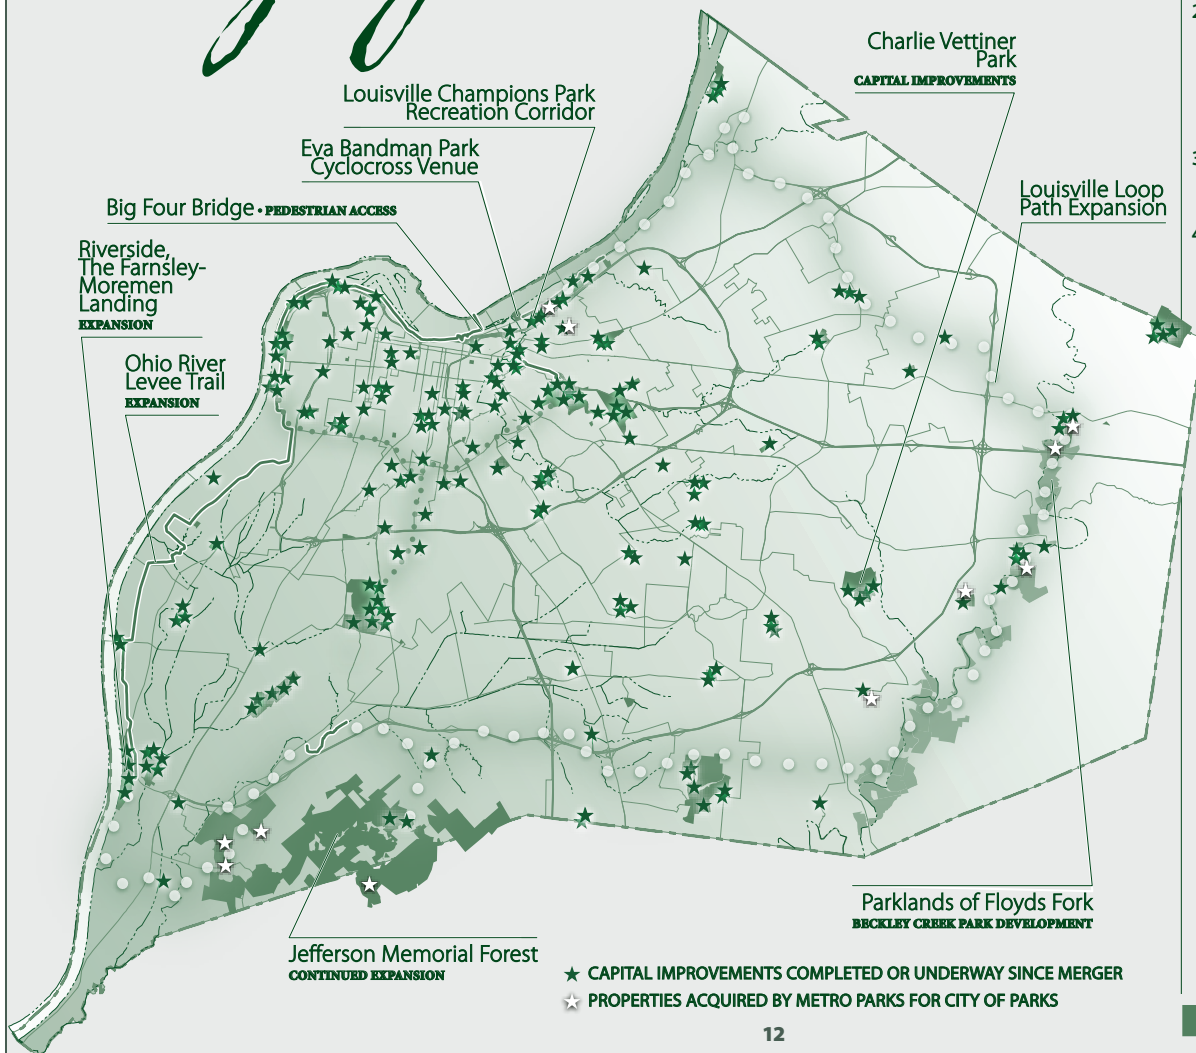 Charlie Vettiner
Park
CAPITAL IMPROVEMENTS
Louisville Champions Park
Recreation Corridor
Eva Bandman Park
Cyclocross Venue
Big Four Bridge • PEDESTRIAN ACCESS
Louisville Loop
Path Expansion
Riverside,
The Farnsley-
Moremen
Landing
EXPANSION
Ohio River
Levee Trail
EXPANSION
Parklands of Floyds Fork
BECKLEY CREEK PARK DEVELOPMENT
Jefferson Memorial Forest
CONTINUED EXPANSION
CAPITAL IMPROVEMENTS COMPLETED OR UNDERWAY SINCE MERGER
PROPERTIES ACQUIRED BY METRO PARKS FOR CITY OF PARKS
12